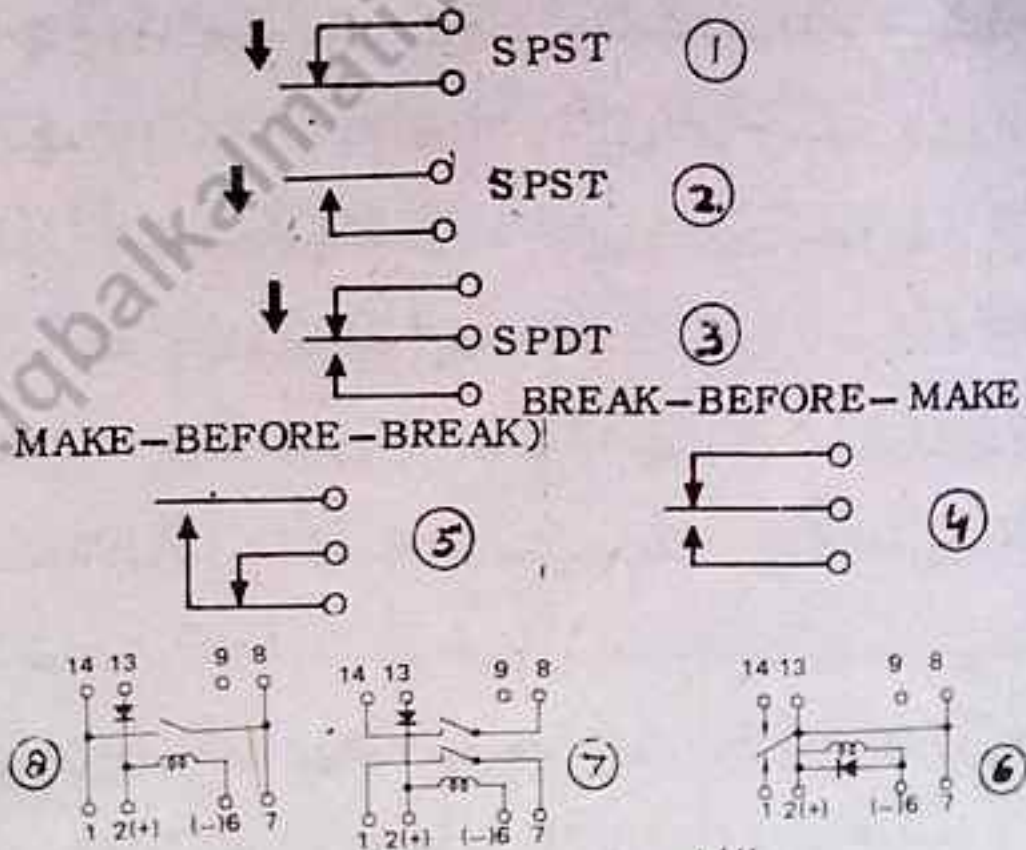 SPST 1
SPST 2.
SPDT 3
BREAK-BEFORE-MAKE
MAKE-BEFORE-BREAK)
5 4
14 13 9 8 14 13 9 8 14 13 9 8
8 7 6
1 2(+) (-)6 7 1 2(+) (-)6 7 1 2(+) (-)6 7
iqbalkalmati